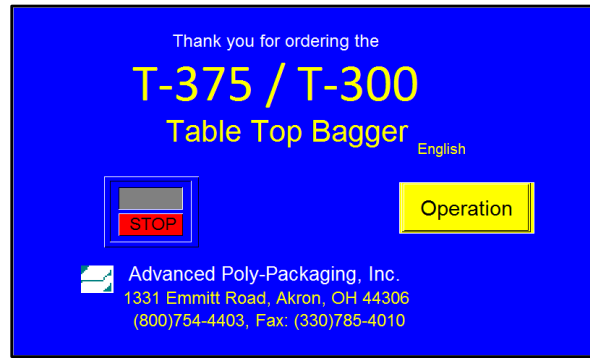 Thank you for ordering the
T-375 / T-300
Table Top Bagger
English
STOP
Operation
Advanced Poly-Packaging, Inc.
1331 Emmitt Road, Akron, OH 44306
(800)754-4403, Fax: (330)785-4010